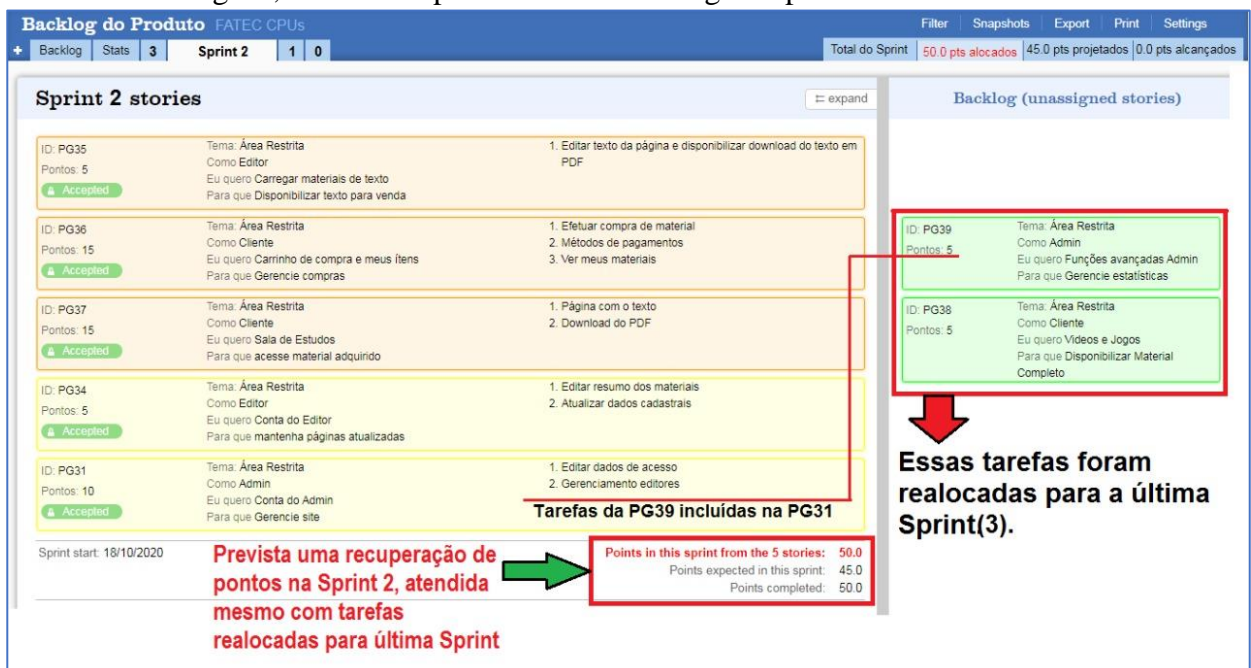 Backlog do Produto FATEC CPUs
Filter Snapshots Export Print Settings
+ Backlog Stats 3 Sprint 2 1 0
Total do Sprint 50.0 pts alocados 45.0 pts projetados 0.0 pts alcançados
Sprint 2 stories
expand
Backlog (unassigned stories)
ID: PG35
Pontos: 5
Accepted
Tema: Área Restrita
Como Editor
Eu quero Carregar materiais de texto
Para que Disponibilizar texto para venda
1. Editar texto da página e disponibilizar download do texto em
PDF
ID: PG36
Pontos: 15
Accepted
Tema: Área Restrita
Como Cliente
Eu quero Carrinho de compra e meus ítens
Para que Gerencie compras
1. Efetuar compra de material
2. Métodos de pagamentos
3. Ver meus materiais
ID: PG37
Pontos: 15
Accepted
Tema: Área Restrita
Como Cliente
Eu quero Sala de Estudos
Para que acesse material adquirido
1. Página com o texto
2. Download do PDF
ID: PG34
Pontos: 5
Accepted
Tema: Área Restrita
Como Editor
Eu quero Conta do Editor
Para que mantenha páginas atualizadas
1. Editar resumo dos materiais
2. Atualizar dados cadastrais
ID: PG31
Pontos: 10
Accepted
Tema: Área Restrita
Como Admin
Eu quero Conta do Admin
Para que Gerencie site
1. Editar dados de acesso
2. Gerenciamento editores
Tarefas da PG39 incluídas na PG31
ID: PG39
Pontos: 5
Tema: Área Restrita
Como Admin
Eu quero Funções avançadas Admin
Para que Gerencie estatísticas
ID: PG38
Pontos: 5
Tema: Área Restrita
Como Cliente
Eu quero Videos e Jogos
Para que Disponibilizar Material
Completo
Essas tarefas foram
realocadas para a última
Sprint(3).
Sprint start: 18/10/2020
Prevista uma recuperação de
pontos na Sprint 2, atendida
mesmo com tarefas
realocadas para última Sprint
Points in this sprint from the 5 stories: 50.0
Points expected in this sprint: 45.0
Points completed: 50.0